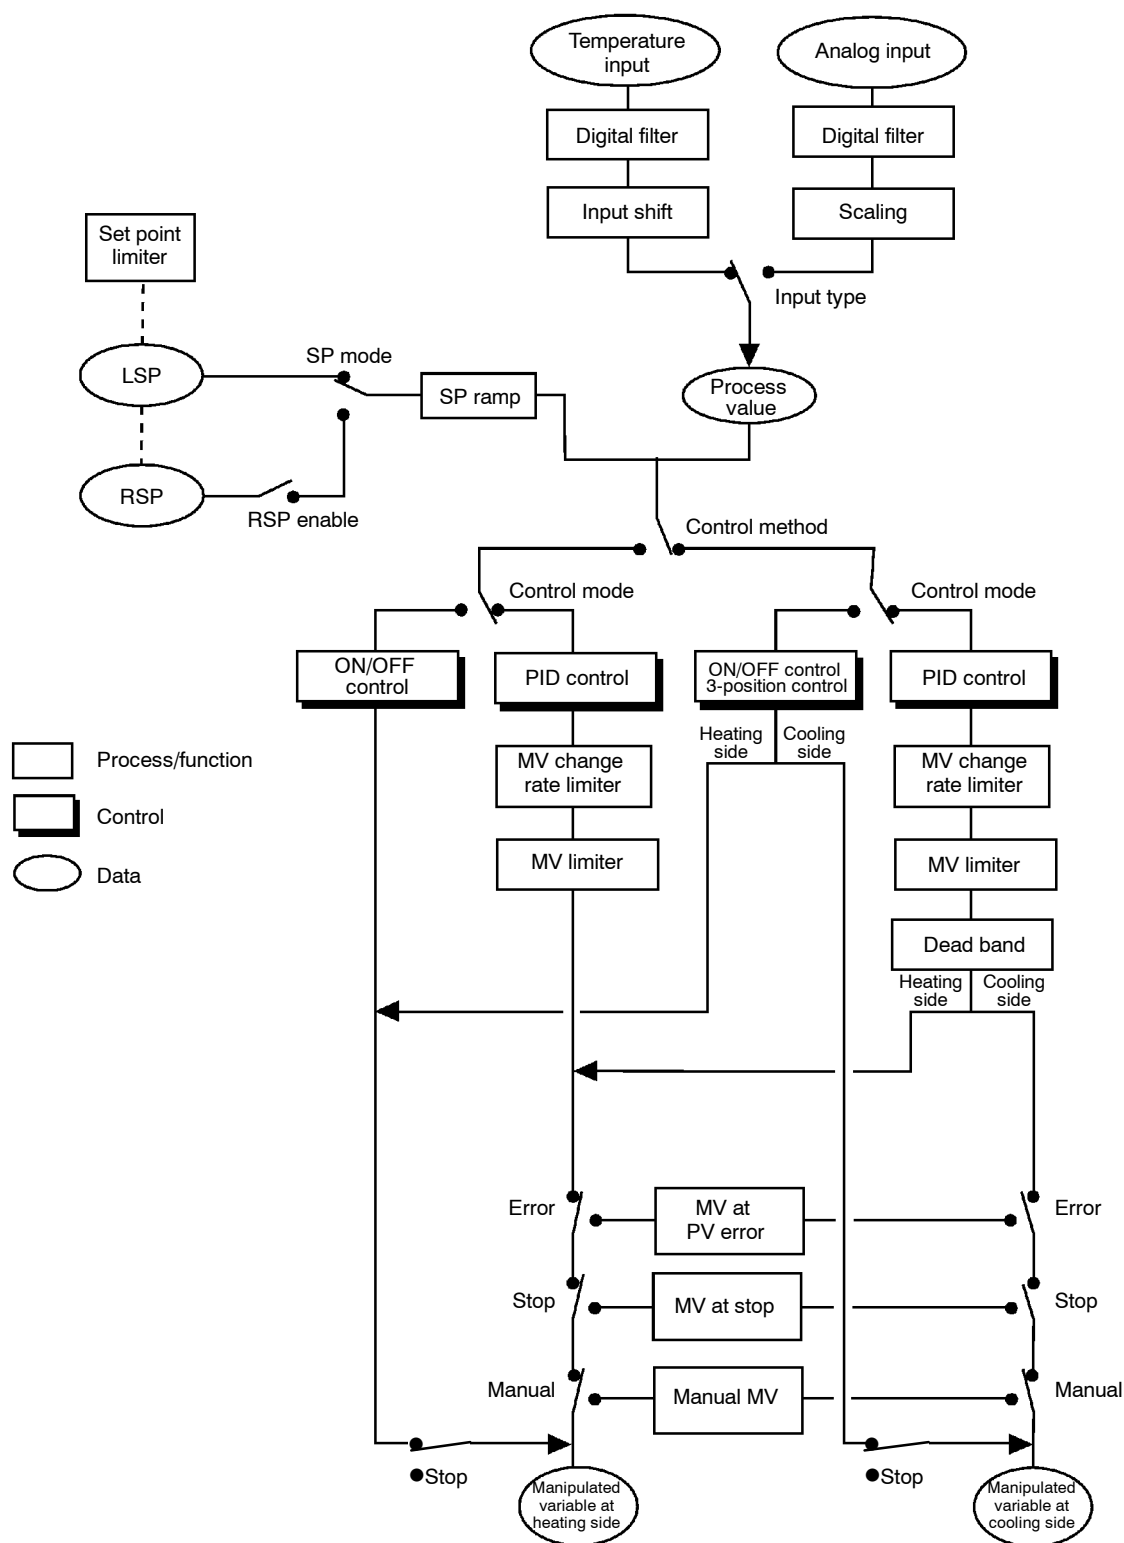 Temperature
input
Analog input
Digital filter
Digital filter
Input shift
Scaling
Set point
limiter
Input type
SP mode
LSP
SP ramp
Process
value
RSP
RSP enable
Control method
Control mode
Control mode
ON/OFF
control
PID control
ON/OFF control
3-position control
PID control
Heating
side
Cooling
side
Process/function
MV change
rate limiter
MV change
rate limiter
Control
MV limiter
MV limiter
Data
Dead band
Heating
side
Cooling
side
Error
MV at
PV error
Error
Stop
MV at stop
Stop
Manual
Manual MV
Manual
Stop
Stop
Manipulated
variable at
heating side
Manipulated
variable at
cooling side